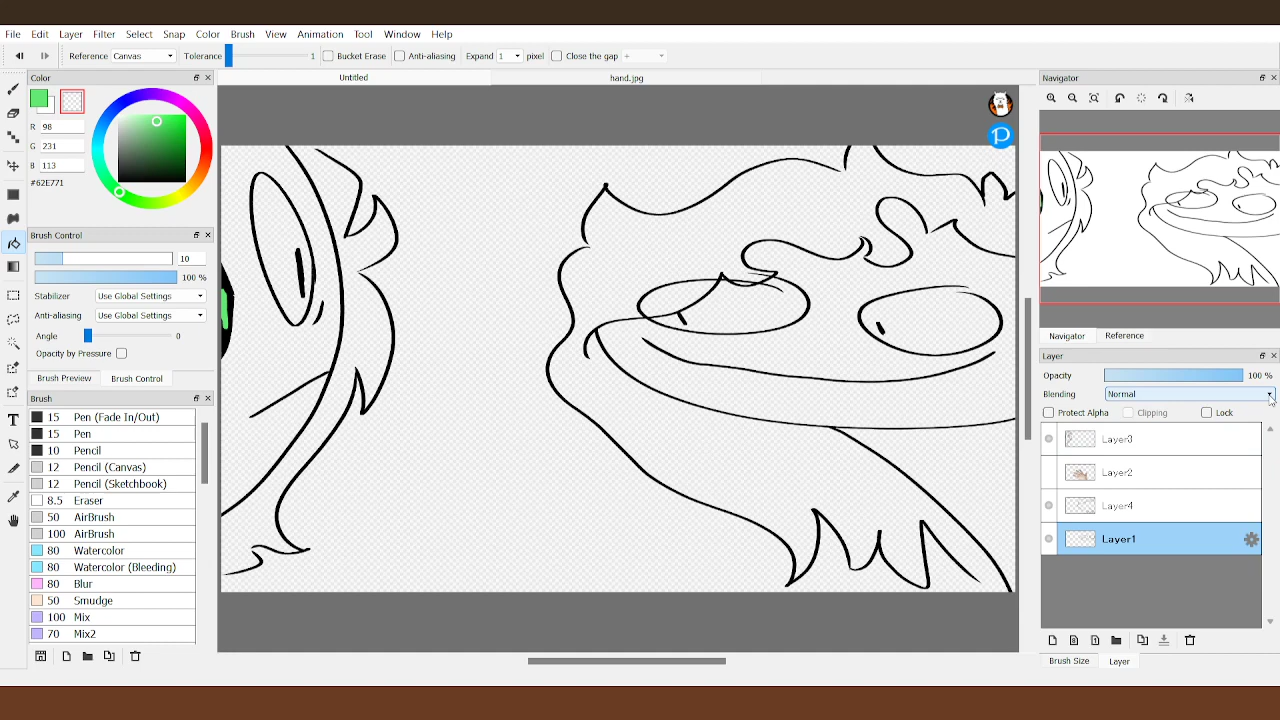 File Edit Layer Filter Select Snap Color Brush View Animation Tool Window Help
Reference Canvas Tolerance 1 Bucket Erase Anti-aliasing Expand 1 pixel Close the gap +
Color
Untitled
hand.jpg
Navigator
R 98
G 231
B 113
#62E771
Brush Control
10
100 %
Stabilizer Use Global Settings
Anti-aliasing Use Global Settings
Angle 0
Opacity by Pressure
Brush Preview Brush Control
Brush
15 Pen (Fade In/Out)
15 Pen
10 Pencil
12 Pencil (Canvas)
12 Pencil (Sketchbook)
8.5 Eraser
50 AirBrush
100 AirBrush
80 Watercolor
80 Watercolor (Bleeding)
80 Blur
50 Smudge
100 Mix
70 Mix2
Navigator Reference
Layer
Opacity 100 %
Blending Normal
Protect Alpha Clipping Lock
Layer3
Layer2
Layer4
Layer1
Brush Size Layer